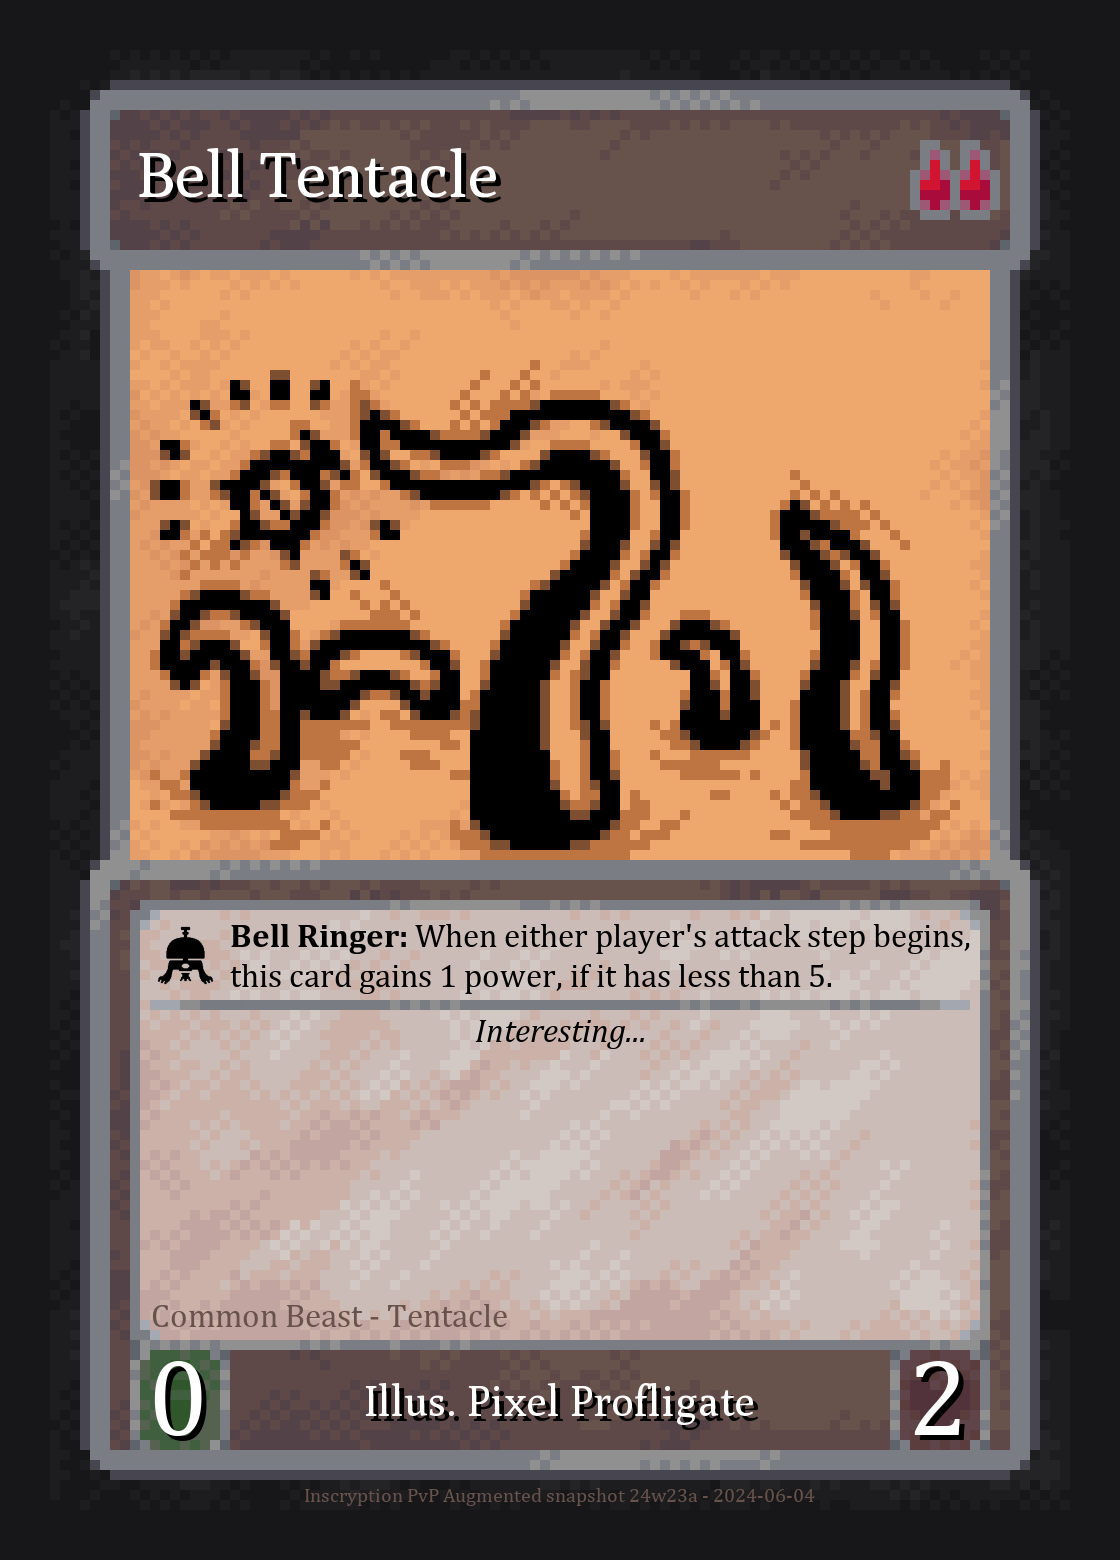 Bell Tentacle
Bell Ringer: When either player's attack step begins,
this card gains 1 power, if it has less than 5.
Interesting...
Common Beast - Tentacle
0
Illus. Pixel Profligate
2
Inscryption PvP Augmented snapshot 24w23a - 2024-06-04